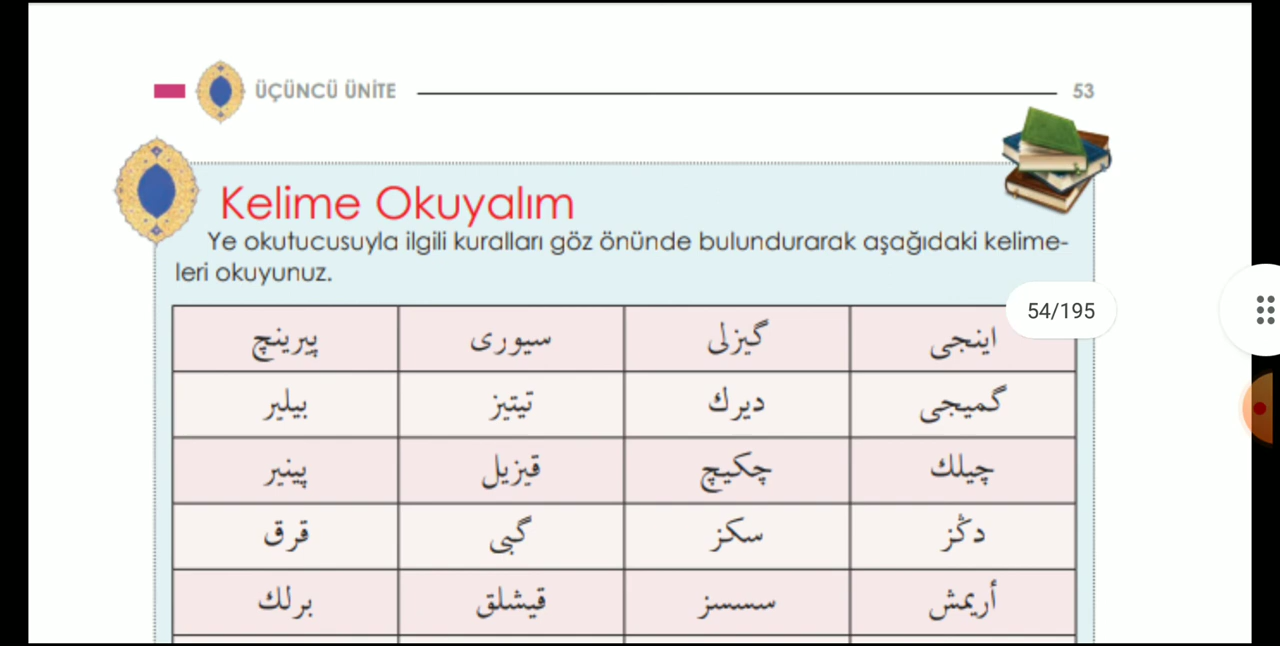 ÜÇÜNCÜ ÜNİTE 53
Kelime Okuyalım
Ye okutucusuyla ilgili kuralları göz önünde bulundurarak aşağıdaki kelime-
leri okuyunuz.
54/195
اینجی گیزلی سیوری پیرینچ
گمیجی دیرك تیتیز بیلیر
چیلك چکیچ قیزیل پینیر
دڭز سکز گبی قرق
أریمش سسسز قیشلق برلك